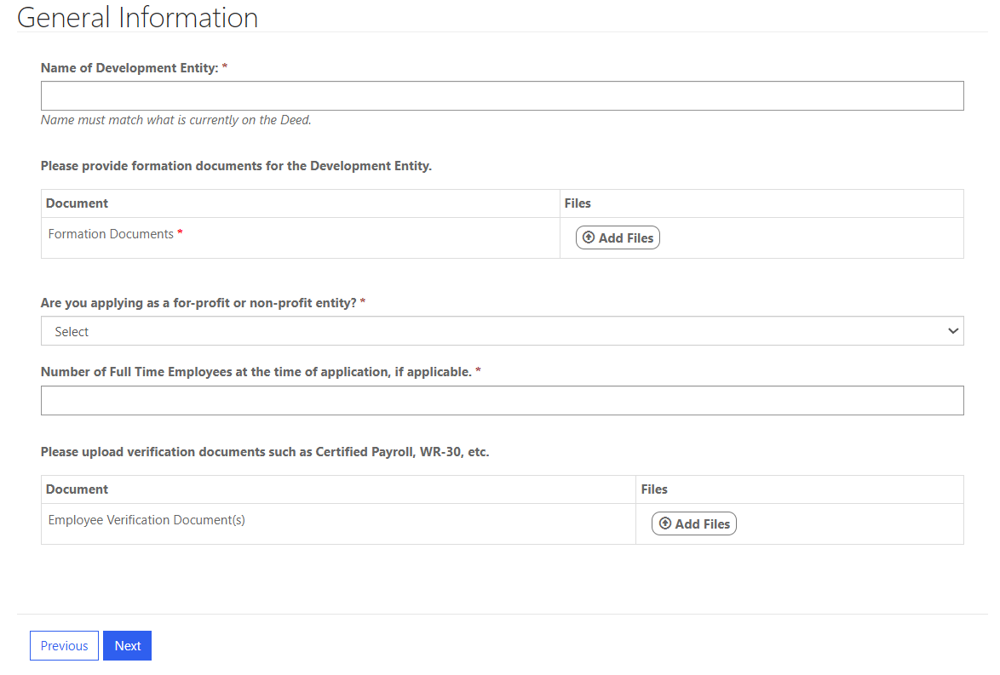 General Information
Name of Development Entity: *
Name must match what is currently on the Deed.
Please provide formation documents for the Development Entity.
Document Files
Formation Documents * Add Files
Are you applying as a for-profit or non-profit entity? *
Select
Number of Full Time Employees at the time of application, if applicable. *
Please upload verification documents such as Certified Payroll, WR-30, etc.
Document Files
Employee Verification Document(s) Add Files
Previous Next